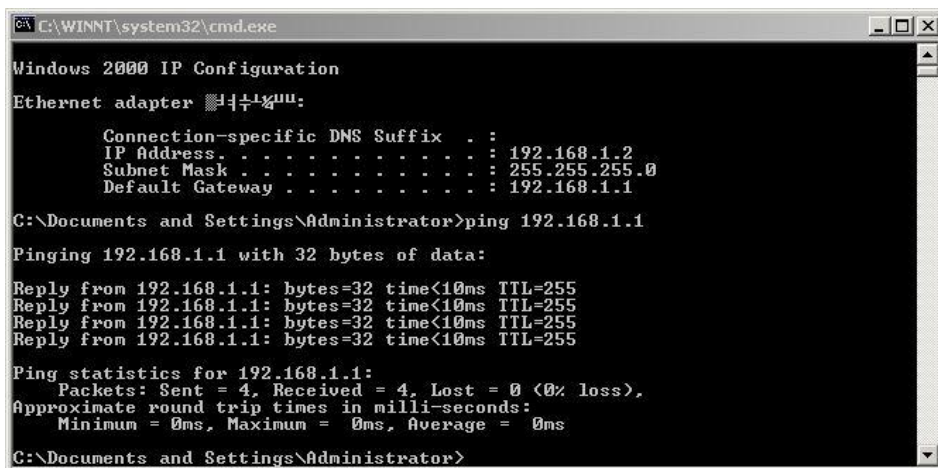 C:\WINNT\system32\cmd.exe
Windows 2000 IP Configuration
Ethernet adapter
        Connection-specific DNS Suffix  . :
        IP Address. . . . . . . . . . . . : 192.168.1.2
        Subnet Mask . . . . . . . . . . . : 255.255.255.0
        Default Gateway . . . . . . . . . : 192.168.1.1
C:\Documents and Settings\Administrator>ping 192.168.1.1
Pinging 192.168.1.1 with 32 bytes of data:
Reply from 192.168.1.1: bytes=32 time<10ms TTL=255
Reply from 192.168.1.1: bytes=32 time<10ms TTL=255
Reply from 192.168.1.1: bytes=32 time<10ms TTL=255
Reply from 192.168.1.1: bytes=32 time<10ms TTL=255
Ping statistics for 192.168.1.1:
    Packets: Sent = 4, Received = 4, Lost = 0 (0% loss),
Approximate round trip times in milli-seconds:
    Minimum = 0ms, Maximum =  0ms, Average =  0ms
C:\Documents and Settings\Administrator>